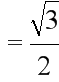 = √3/2